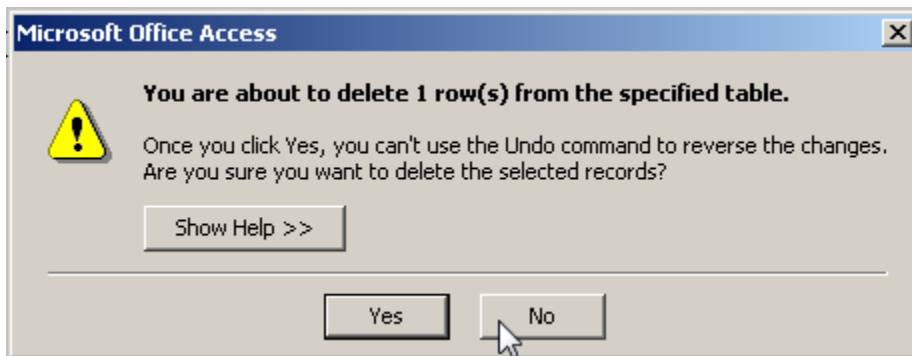 Microsoft Office Access
You are about to delete 1 row(s) from the specified table.
Once you click Yes, you can't use the Undo command to reverse the changes.
Are you sure you want to delete the selected records?
Show Help >>
Yes
No